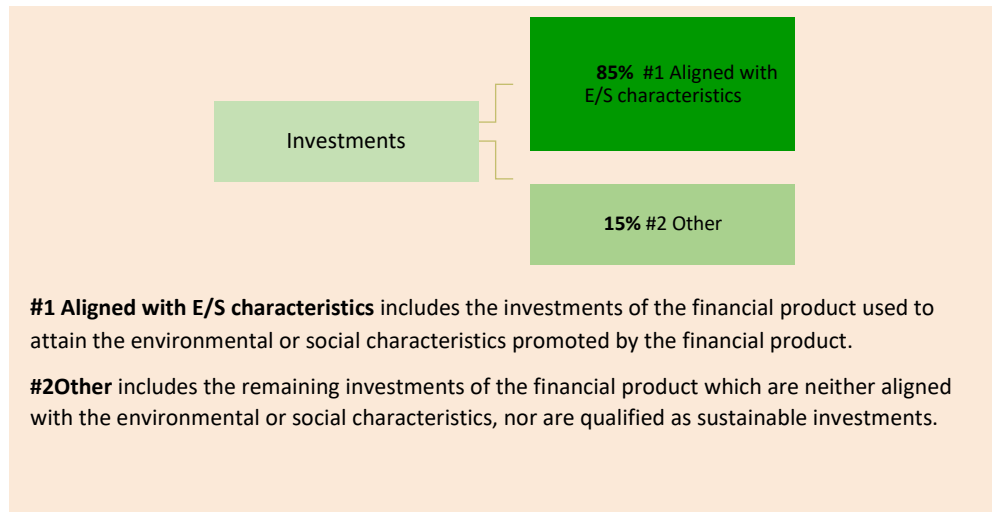 85% #1 Aligned with
E/S characteristics
Investments
15% #2 Other
#1 Aligned with E/S characteristics includes the investments of the financial product used to
attain the environmental or social characteristics promoted by the financial product.
#2Other includes the remaining investments of the financial product which are neither aligned
with the environmental or social characteristics, nor are qualified as sustainable investments.